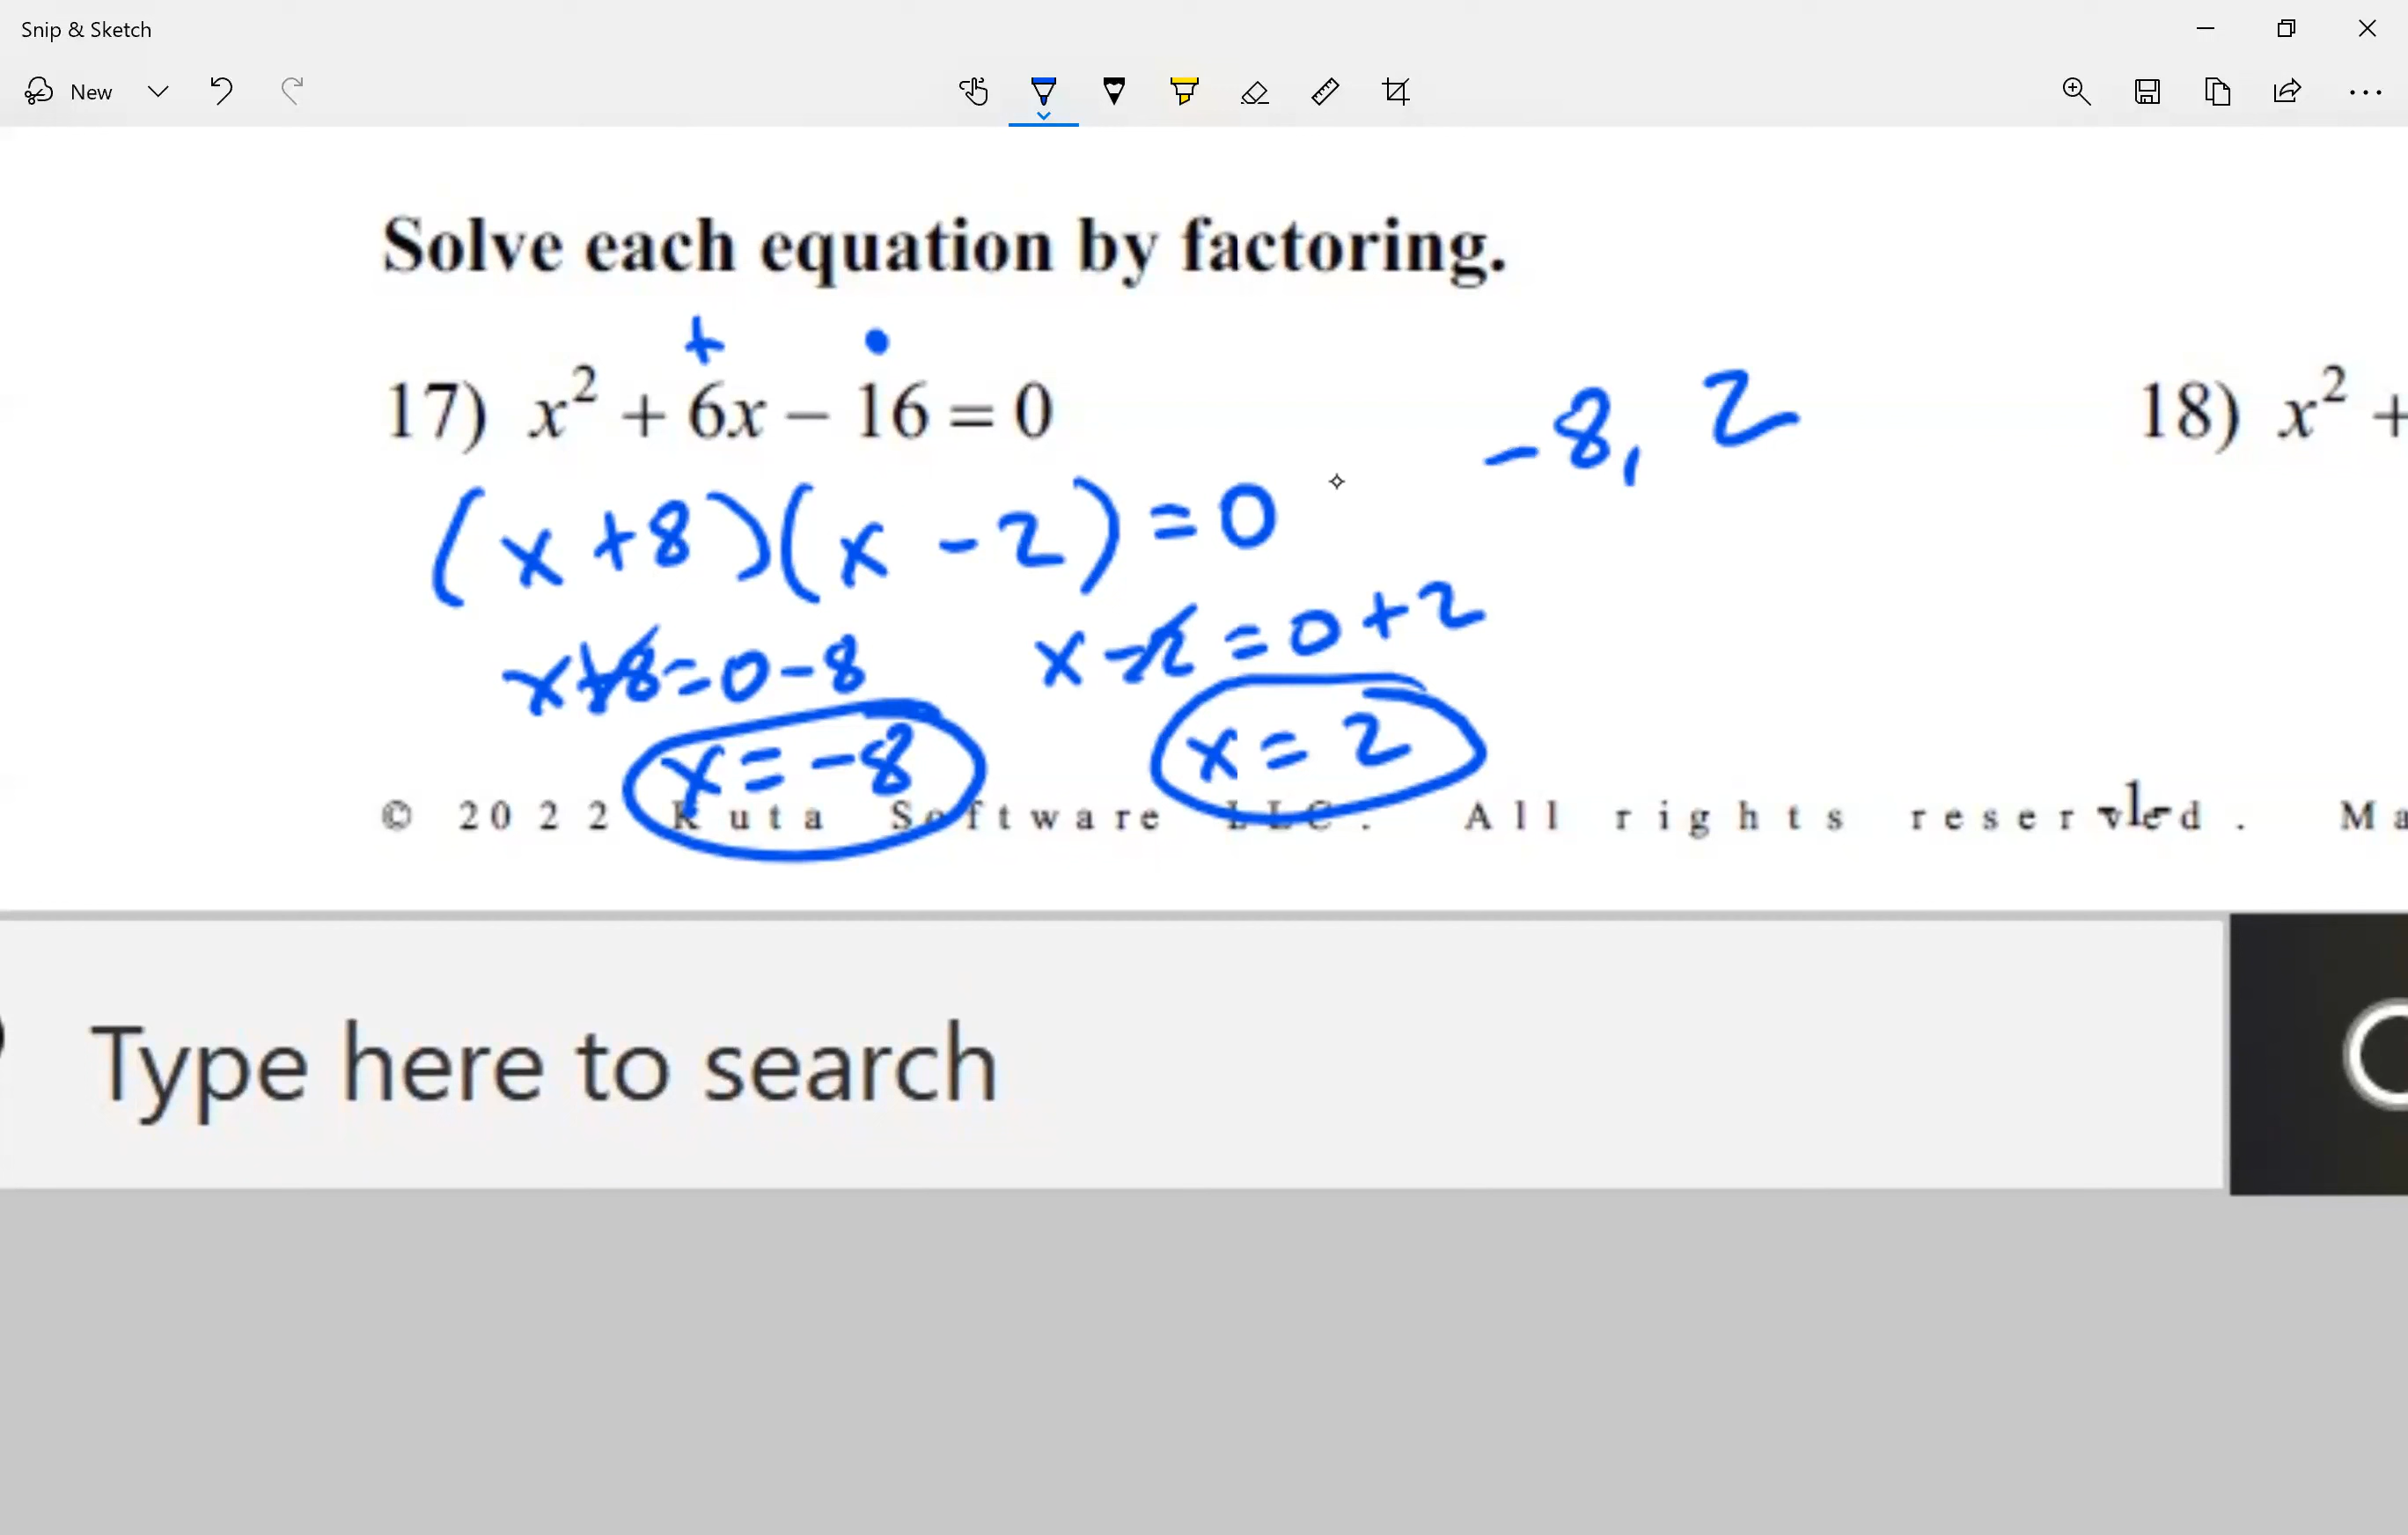 Snip & Sketch
New
Solve each equation by factoring.
+ •
17) x² + 6x − 16 = 0
-8, 2
18) x² +
(x +8)(x -2) = 0
x+8=0-8
x-2=0+2
x=-8
x=2
© 2022 Kuta Software LLC. All rights reserved. Ma
Type here to search